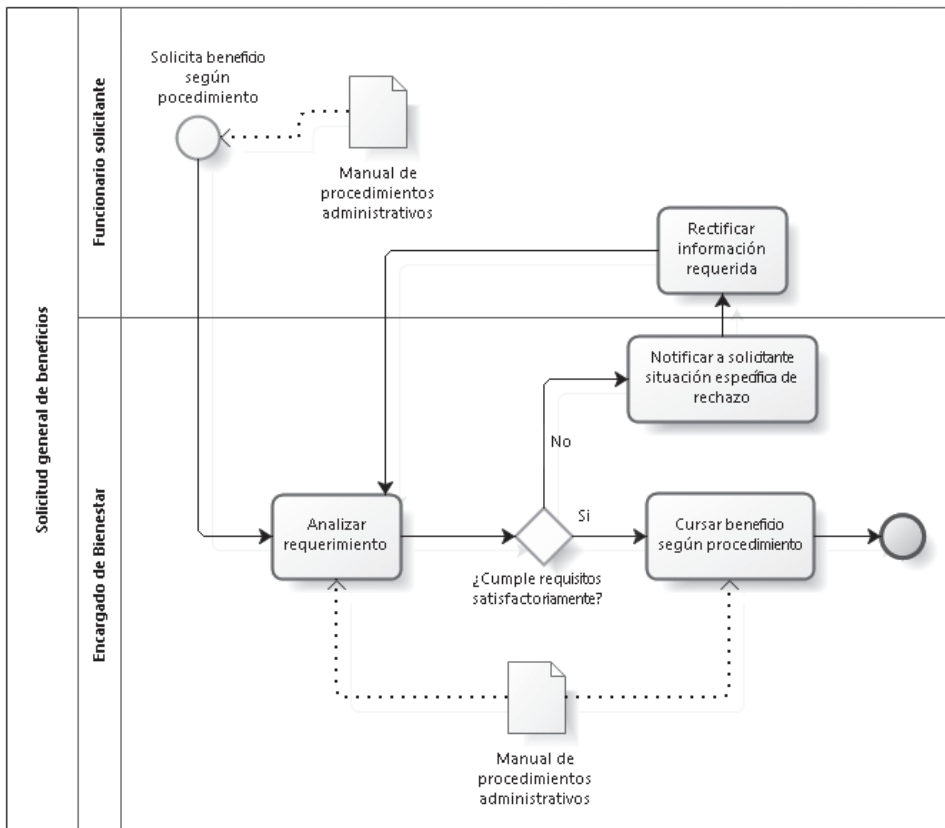 Solicitud general de beneficios
Funcionario solicitante
Solicita beneficio
según
pocedimiento
Manual de
procedimientos
administrativos
Rectificar
información
requerida
Encargado de Bienestar
Notificar a solicitante
situación específica de
rechazo
No
Analizar
requerimiento
Si
¿Cumple requisitos
satisfactoriamente?
Cursar beneficio
según procedimiento
Manual de
procedimientos
administrativos